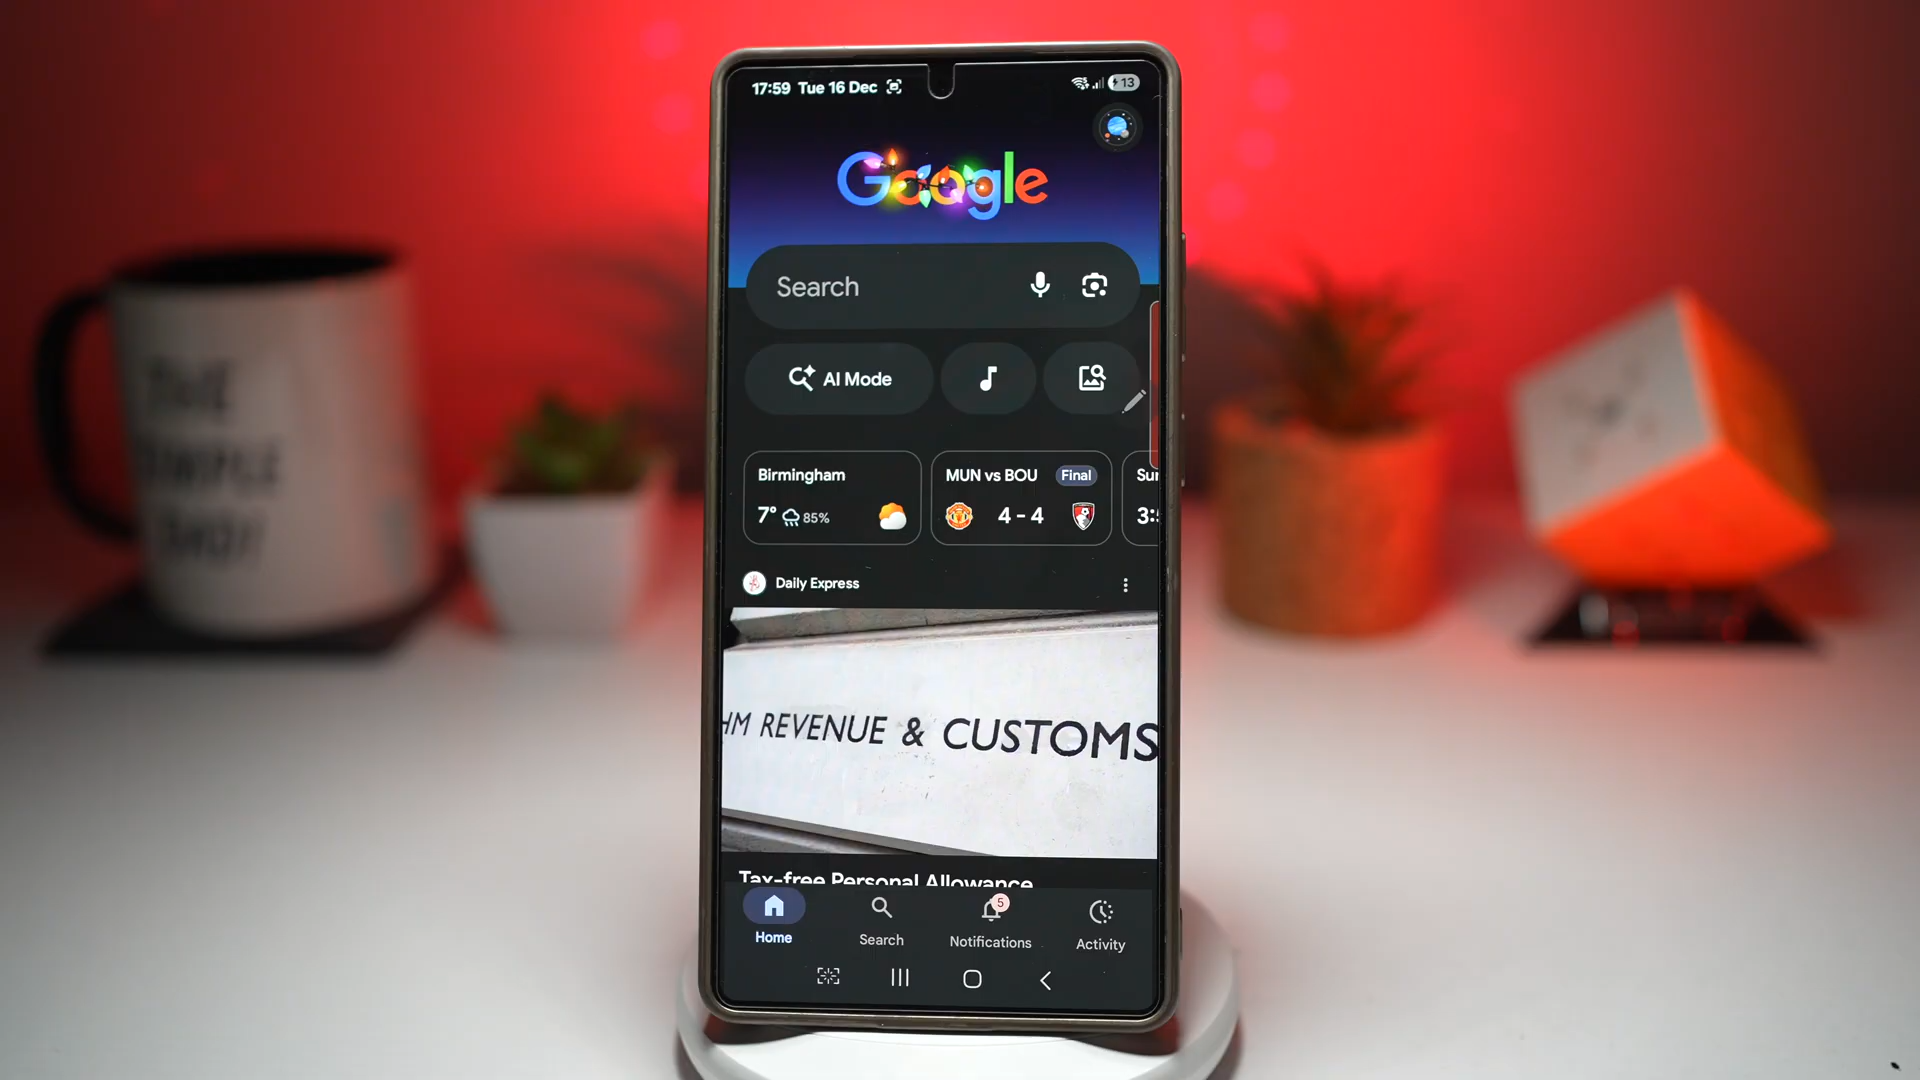 17:59 Tue 16 Dec
13
Google
Search
AI Mode
Birmingham
7° 85%
MUN vs BOU Final
4 - 4
Daily Express
HM REVENUE & CUSTOMS
Tax-free Personal Allowance
5
Home
Search
Notifications
Activity